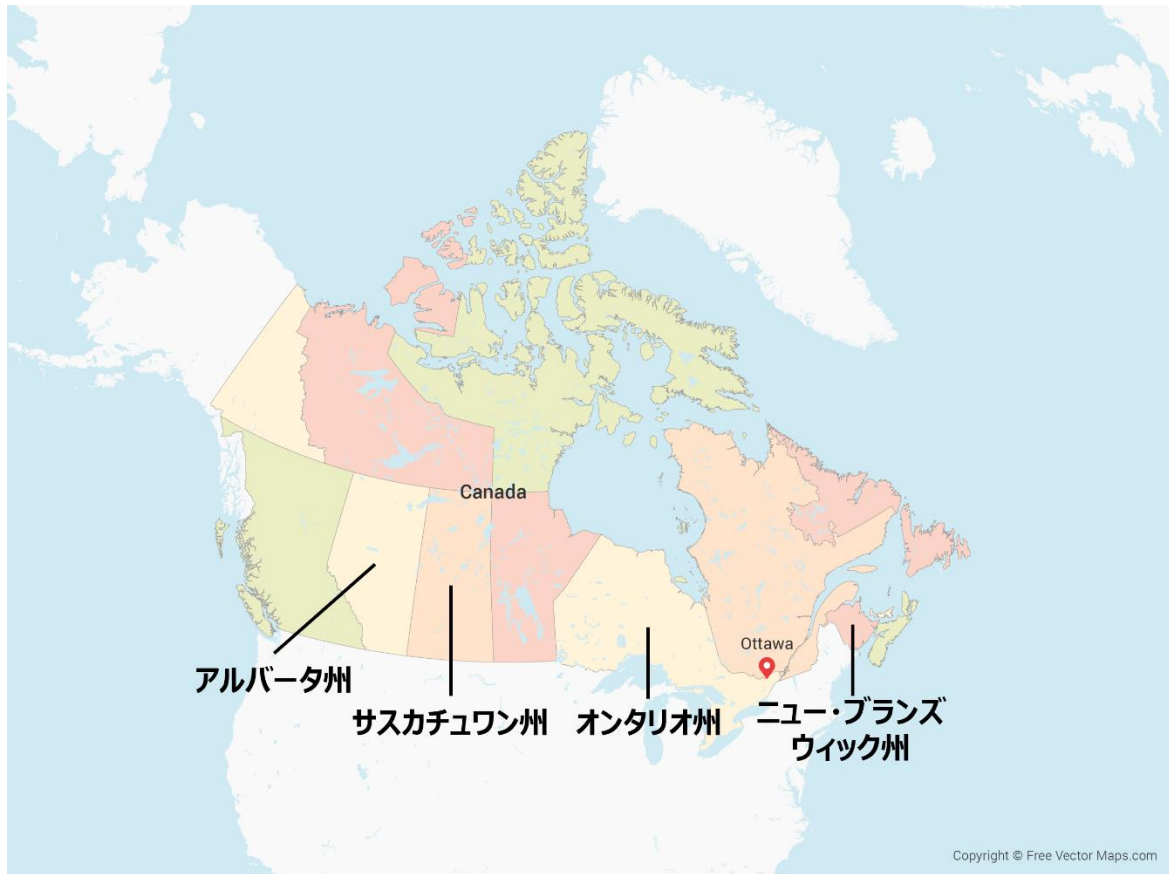 Canada
Ottawa
アルバータ州
サスカチュワン州
オンタリオ州
ニュー・ブランズ
ウィック州
Copyright © Free Vector Maps.com